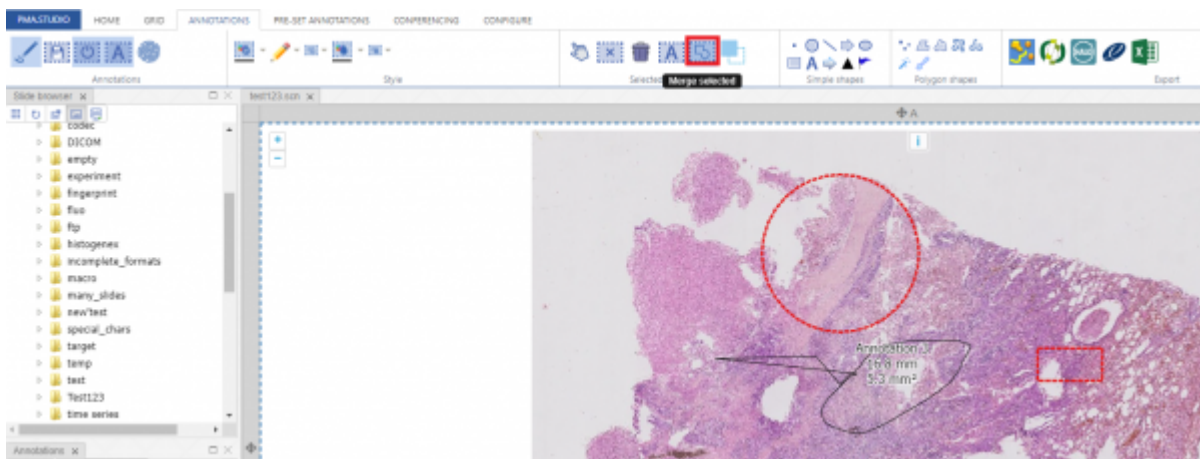 PMA.STUDIO HOME GRID ANNOTATIONS PRE-SET ANNOTATIONS CONFERENCING CONFIGURE
Annotations Style Selected Simple shapes Polygon shapes Export
Merge selected
Slide browser test123.scn
A
codec
DICOM
empty
experiment
fingerprint
fluo
ftp
histogenex
incomplete_formats
macro
many_slides
new'test
special_chars
target
temp
test
Test123
time series
Annotation
16.8 mm
5.3 mm²
Annotations